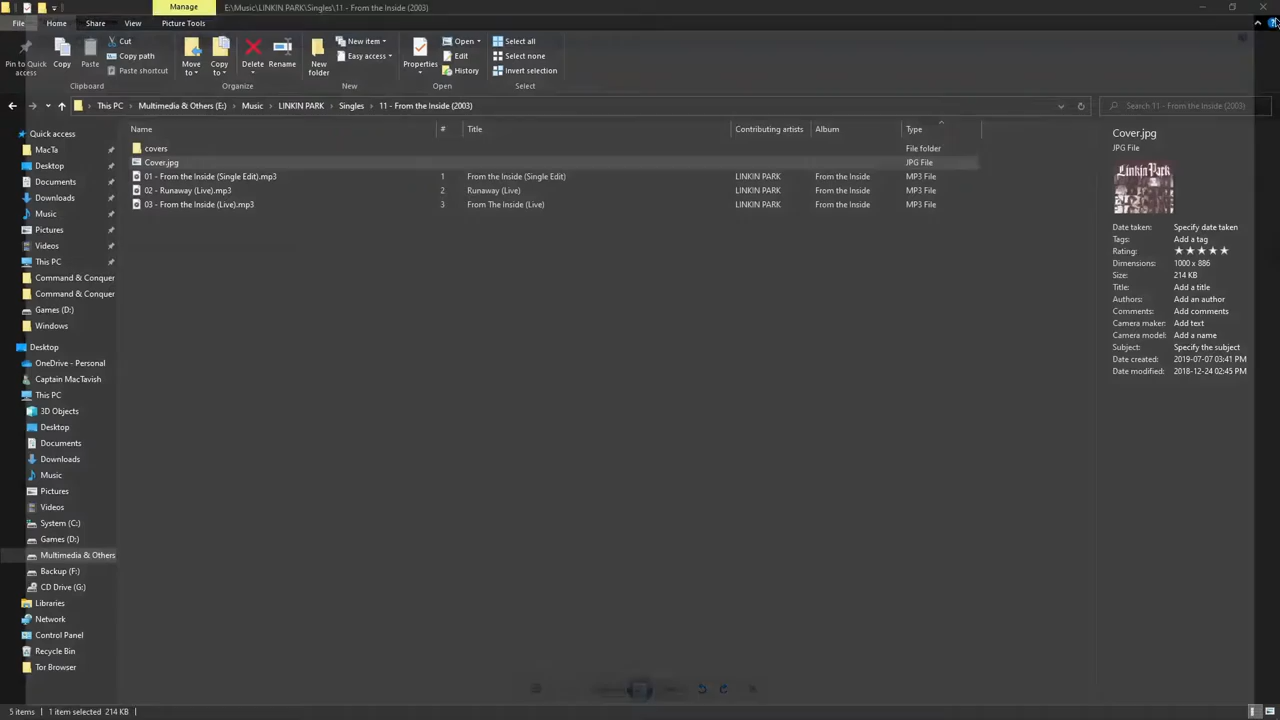 Manage E:\Music\LINKIN PARK\Singles\11 - From the Inside (2003)
File Home Share View Picture Tools
Pin to Quick access
Copy
Paste
Cut
Copy path
Paste shortcut
Clipboard
Move to
Copy to
Delete
Rename
Organize
New folder
New item
Easy access
New
Properties
Open
Edit
History
Open
Select all
Select none
Invert selection
Select
This PC Multimedia & Others (E:) Music LINKIN PARK Singles 11 - From the Inside (2003) Search 11 - From the Inside (2003)
Quick access
MacTa
Desktop
Documents
Downloads
Music
Pictures
Videos
This PC
Command & Conquer
Command & Conquer
Games (D:)
Windows
Desktop
OneDrive - Personal
Captain MacTavish
This PC
3D Objects
Desktop
Documents
Downloads
Music
Pictures
Videos
System (C:)
Games (D:)
Multimedia & Others
Backup (F:)
CD Drive (G:)
Libraries
Network
Control Panel
Recycle Bin
Tor Browser
Name # Title Contributing artists Album Type
covers File folder
Cover.jpg JPG File
01 - From the Inside (Single Edit).mp3 1 From the Inside (Single Edit) LINKIN PARK From the Inside MP3 File
02 - Runaway (Live).mp3 2 Runaway (Live) LINKIN PARK From the Inside MP3 File
03 - From the Inside (Live).mp3 3 From The Inside (Live) LINKIN PARK From the Inside MP3 File
Cover.jpg
JPG File
Linkin Park
Date taken: Specify date taken
Tags: Add a tag
Rating: ★ ★ ★ ★ ★
Dimensions: 1000 x 886
Size: 214 KB
Title: Add a title
Authors: Add an author
Comments: Add comments
Camera maker: Add text
Camera model: Add a name
Subject: Specify the subject
Date created: 2019-07-07 03:41 PM
Date modified: 2018-12-24 02:45 PM
5 items 1 item selected 214 KB